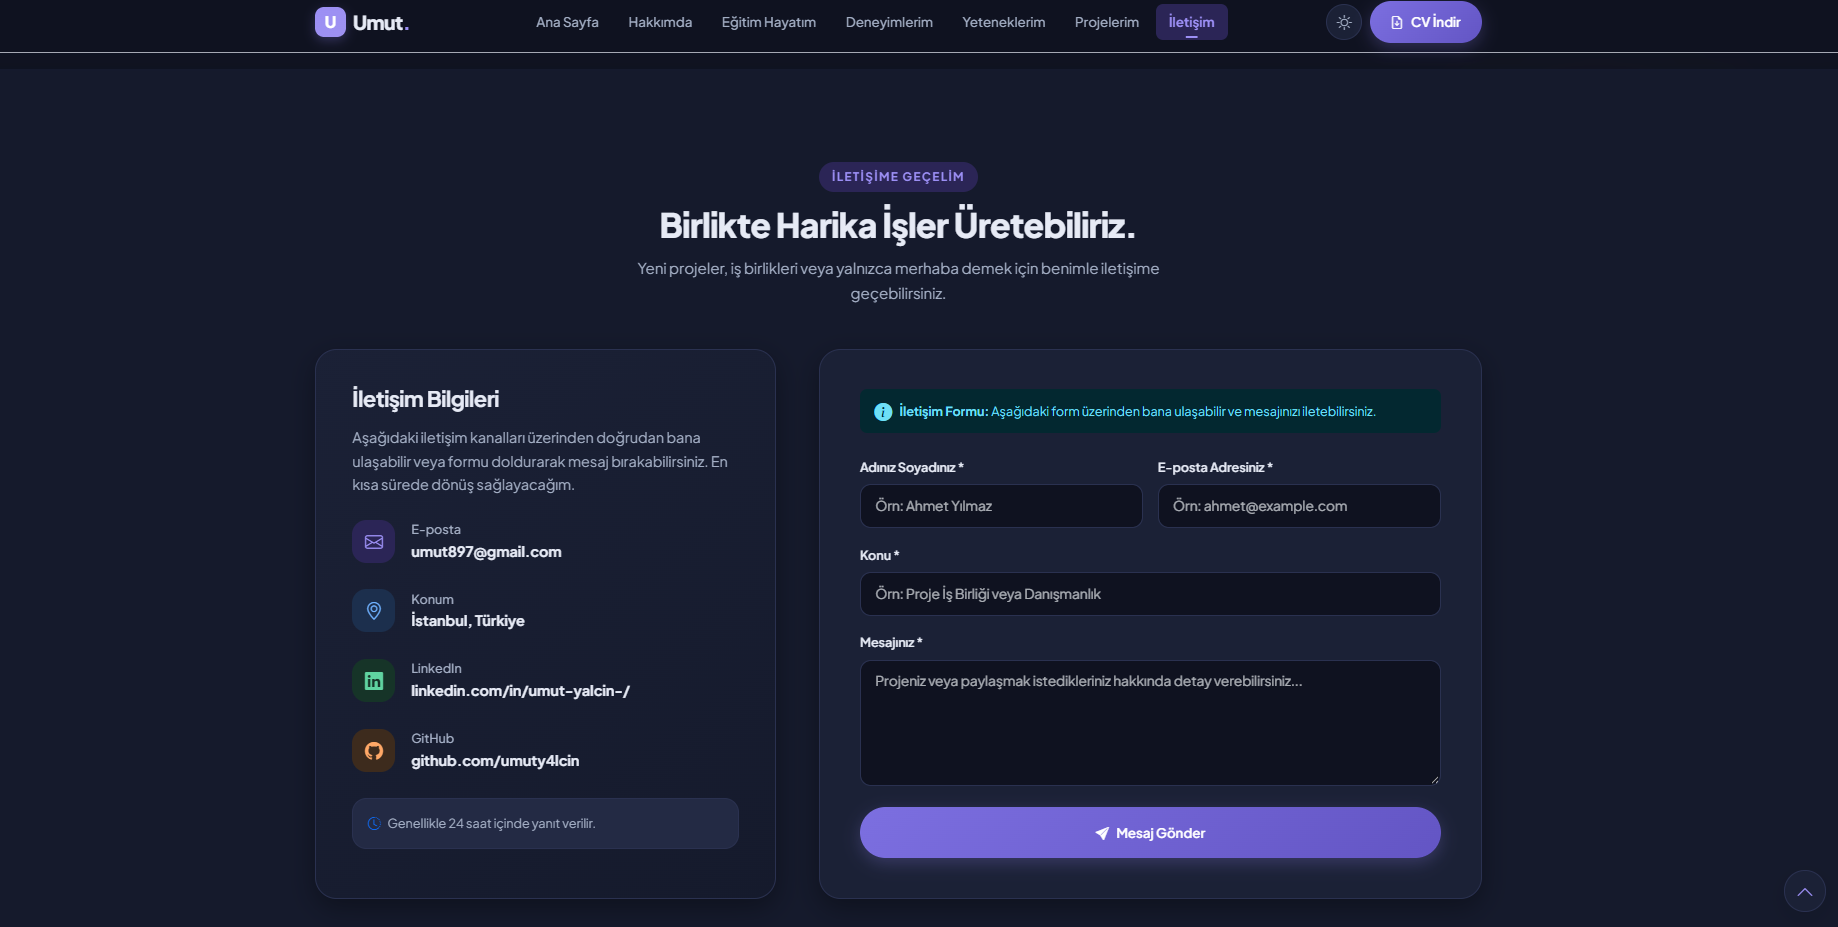 U Umut.
Ana Sayfa Hakkımda Eğitim Hayatım Deneyimlerim Yeteneklerim Projelerim İletişim
CV İndir
İLETİŞİME GEÇELİM
Birlikte Harika İşler Üretebiliriz.
Yeni projeler, iş birlikleri veya yalnızca merhaba demek için benimle iletişime
geçebilirsiniz.
İletişim Bilgileri
Aşağıdaki iletişim kanalları üzerinden doğrudan bana
ulaşabilir veya formu doldurarak mesaj bırakabilirsiniz. En
kısa sürede dönüş sağlayacağım.
E-posta
umut897@gmail.com
Konum
İstanbul, Türkiye
LinkedIn
linkedin.com/in/umut-yalcin-/
GitHub
github.com/umuty4lcin
Genellikle 24 saat içinde yanıt verilir.
İletişim Formu: Aşağıdaki form üzerinden bana ulaşabilir ve mesajınızı iletebilirsiniz.
Adınız Soyadınız *
Örn: Ahmet Yılmaz
E-posta Adresiniz *
Örn: ahmet@example.com
Konu *
Örn: Proje İş Birliği veya Danışmanlık
Mesajınız *
Projeniz veya paylaşmak istedikleriniz hakkında detay verebilirsiniz...
Mesaj Gönder